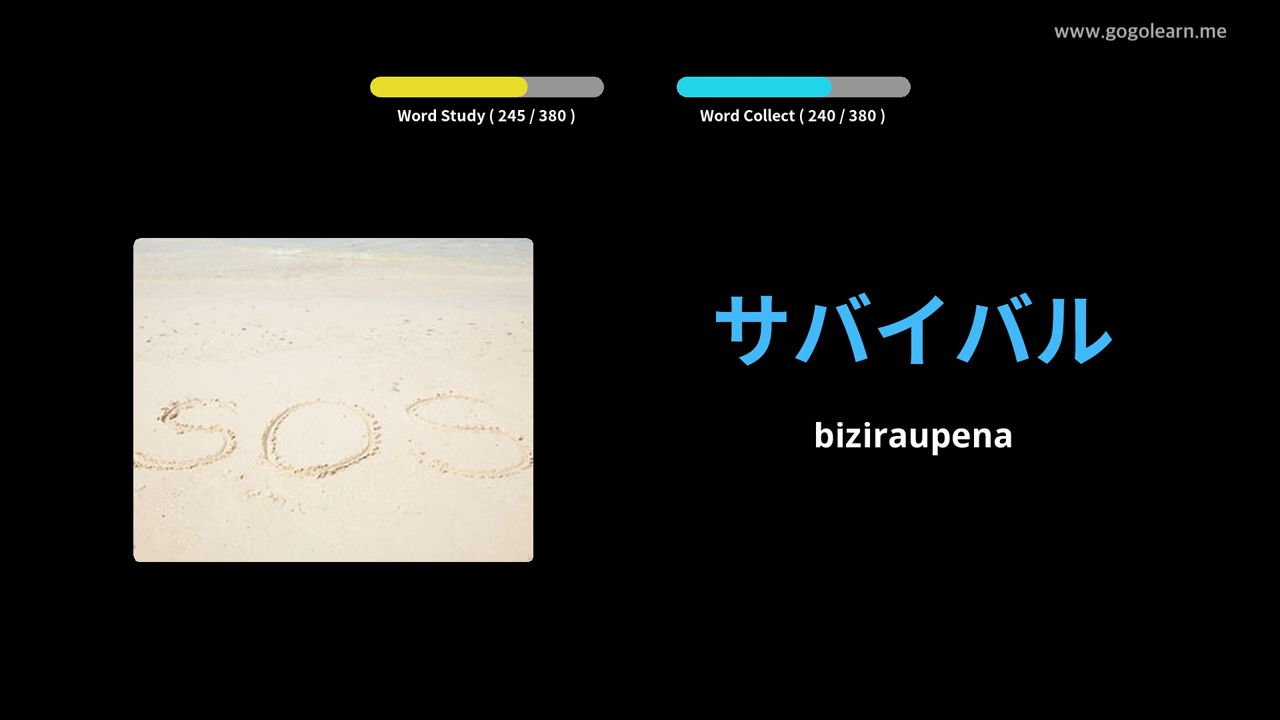 www.gogolearn.me
Word Study ( 245 / 380 )
Word Collect ( 240 / 380 )
SOS
サバイバル
biziraupena